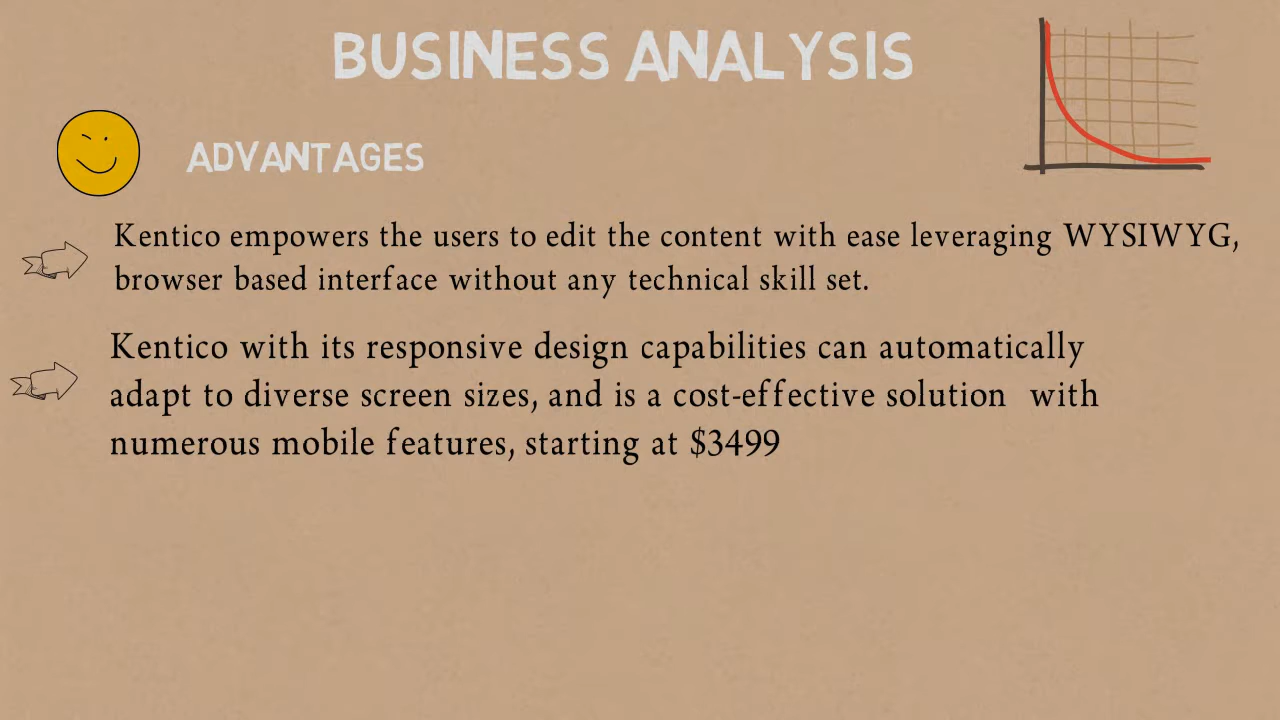 BUSINESS ANALYSIS
ADVANTAGES
Kentico empowers the users to edit the content with ease leveraging WYSIWYG,
browser based interface without any technical skill set.
Kentico with its responsive design capabilities can automatically
adapt to diverse screen sizes, and is a cost-effective solution with
numerous mobile features, starting at $3499